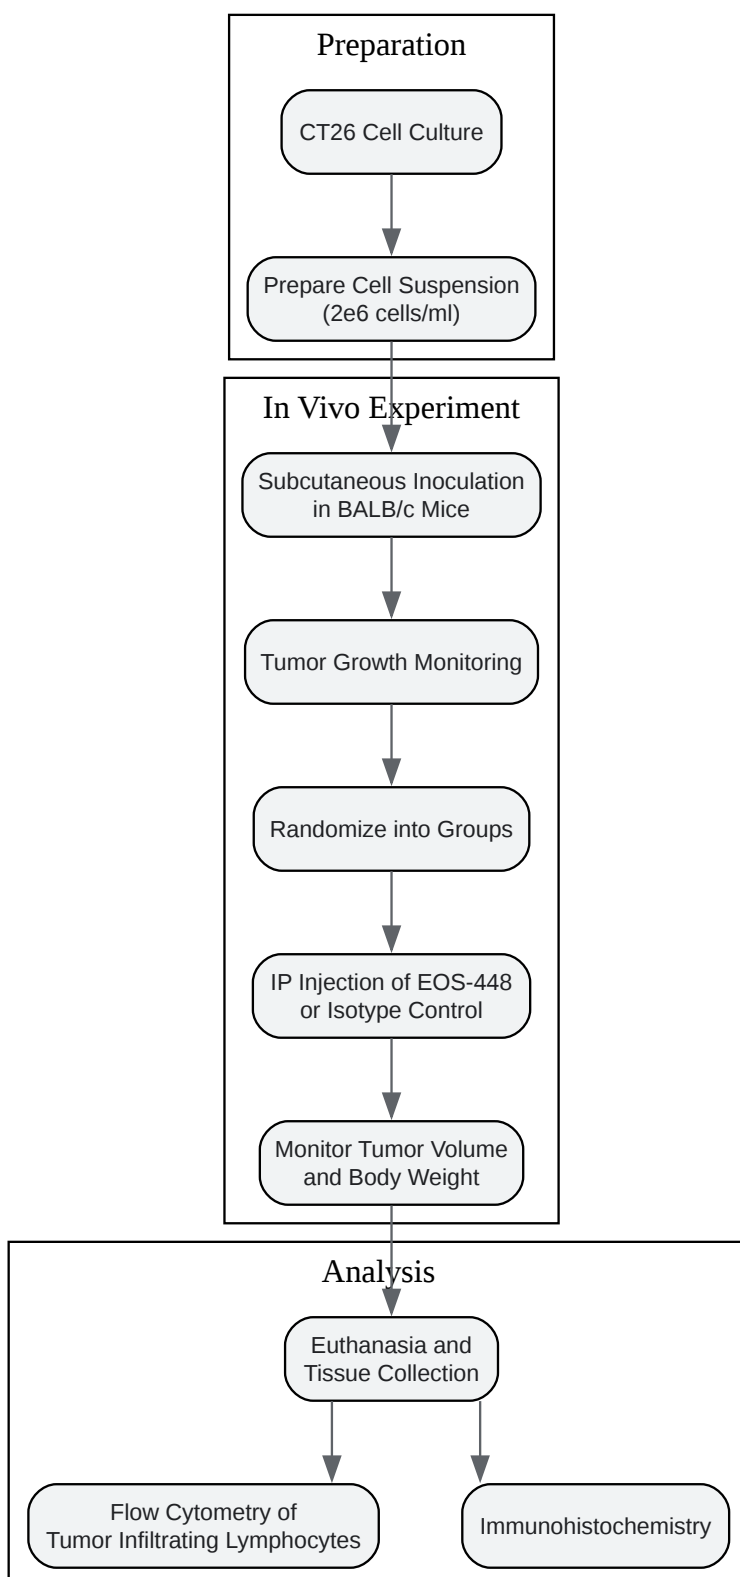 Preparation
CT26 Cell Culture
Prepare Cell Suspension
(2e6 cells/ml)
In Vivo Experiment
Subcutaneous Inoculation
in BALB/c Mice
Tumor Growth Monitoring
Randomize into Groups
IP Injection of EOS-448
or Isotype Control
Monitor Tumor Volume
and Body Weight
Analysis
Euthanasia and
Tissue Collection
Flow Cytometry of
Tumor Infiltrating Lymphocytes
Immunohistochemistry